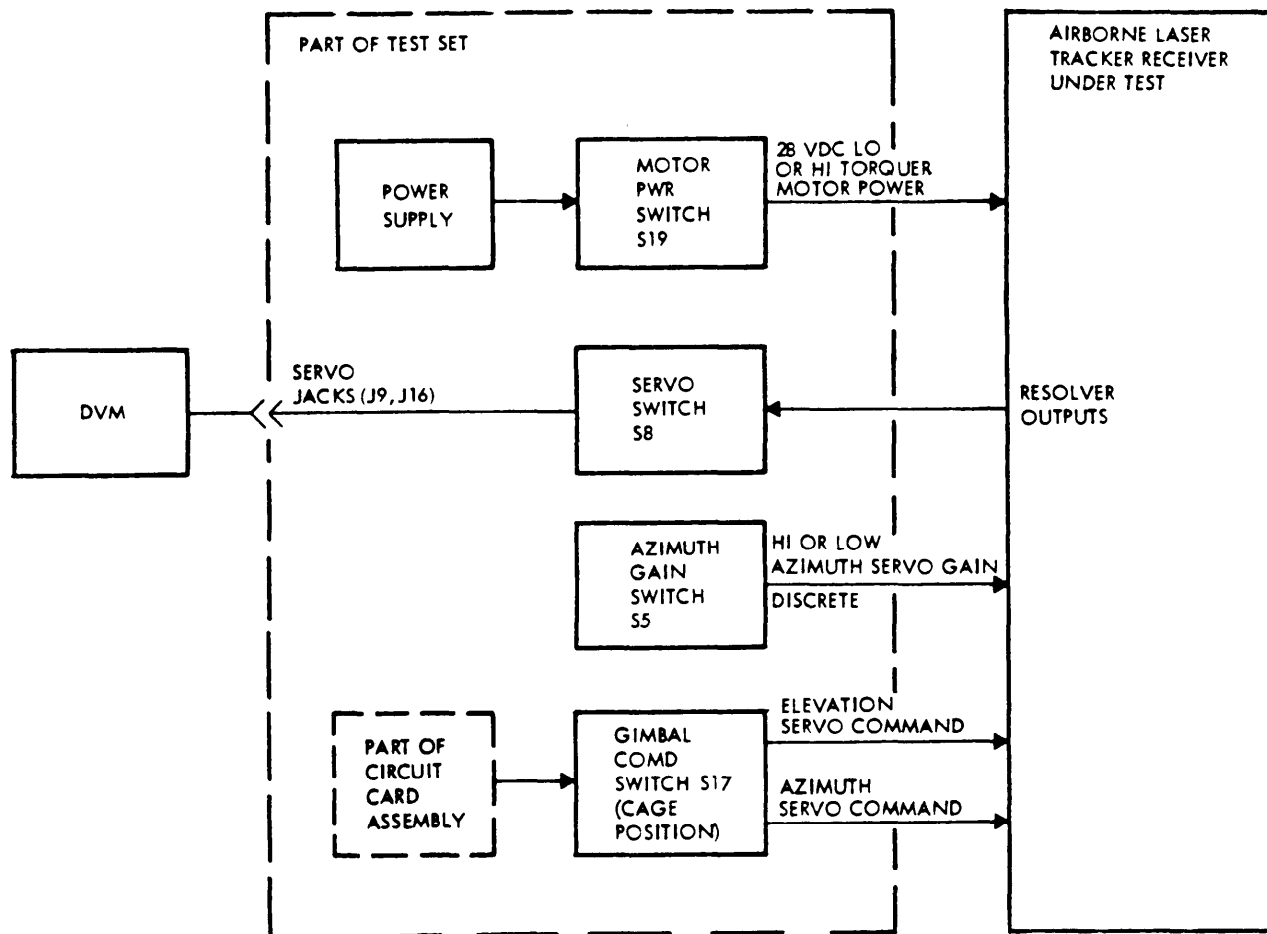 PART OF TEST SET
AIRBORNE LASER
TRACKER RECEIVER
UNDER TEST
POWER
SUPPLY
MOTOR
PWR
SWITCH
S19
28 VDC LO
OR HI TORQUER
MOTOR POWER
DVM
SERVO
JACKS (J9, J16)
SERVO
SWITCH
S8
RESOLVER
OUTPUTS
AZIMUTH
GAIN
SWITCH
S5
HI OR LOW
AZIMUTH SERVO GAIN
DISCRETE
PART OF
CIRCUIT
CARD
ASSEMBLY
GIMBAL
COMD
SWITCH S17
(CAGE
POSITION)
ELEVATION
SERVO COMMAND
AZIMUTH
SERVO COMMAND